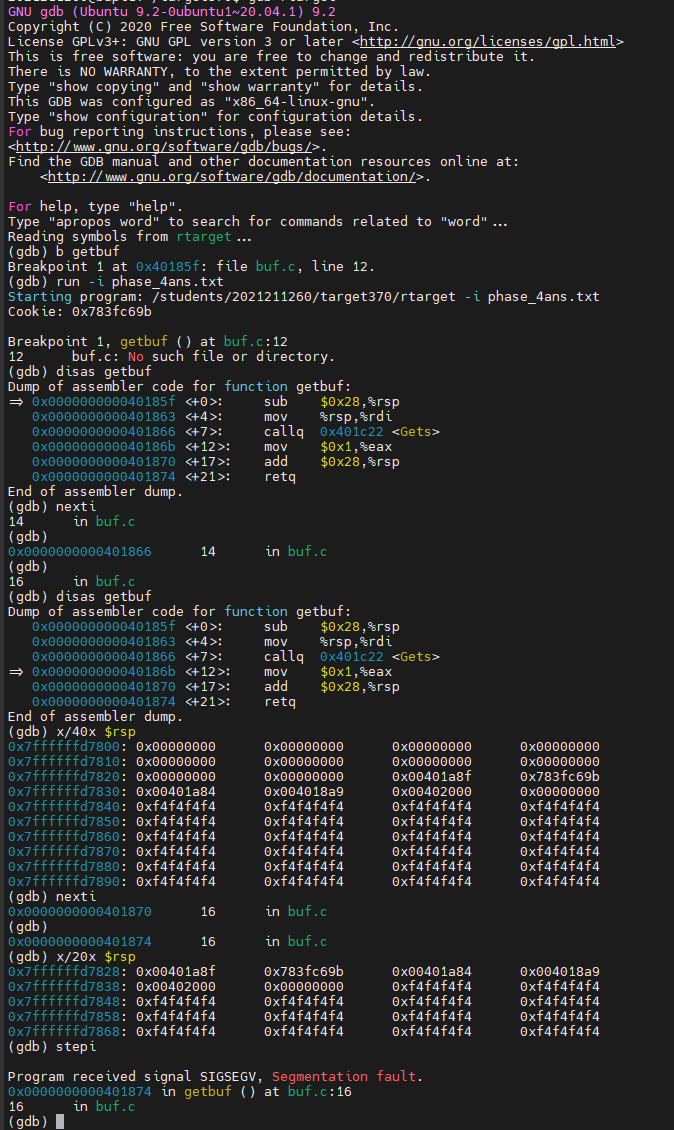 GNU gdb (Ubuntu 9.2-0ubuntu1~20.04.1) 9.2
Copyright (C) 2020 Free Software Foundation, Inc.
License GPLv3+: GNU GPL version 3 or later <http://gnu.org/licenses/gpl.html>
This is free software: you are free to change and redistribute it.
There is NO WARRANTY, to the extent permitted by law.
Type "show copying" and "show warranty" for details.
This GDB was configured as "x86_64-linux-gnu".
Type "show configuration" for configuration details.
For bug reporting instructions, please see:
<http://www.gnu.org/software/gdb/bugs/>.
Find the GDB manual and other documentation resources online at:
    <http://www.gnu.org/software/gdb/documentation/>.

For help, type "help".
Type "apropos word" to search for commands related to "word"...
Reading symbols from rtarget...
(gdb) b getbuf
Breakpoint 1 at 0x40185f: file buf.c, line 12.
(gdb) run -i phase_4ans.txt
Starting program: /students/2021211260/target370/rtarget -i phase_4ans.txt
Cookie: 0x783fc69b

Breakpoint 1, getbuf () at buf.c:12
12      buf.c: No such file or directory.
(gdb) disas getbuf
Dump of assembler code for function getbuf:
=> 0x000000000040185f <+0>:     sub    $0x28,%rsp
   0x0000000000401863 <+4>:     mov    %rsp,%rdi
   0x0000000000401866 <+7>:     callq  0x401c22 <Gets>
   0x000000000040186b <+12>:    mov    $0x1,%eax
   0x0000000000401870 <+17>:    add    $0x28,%rsp
   0x0000000000401874 <+21>:    retq
End of assembler dump.
(gdb) nexti
14      in buf.c
(gdb)
0x0000000000401866      14      in buf.c
(gdb)
16      in buf.c
(gdb) disas getbuf
Dump of assembler code for function getbuf:
   0x000000000040185f <+0>:     sub    $0x28,%rsp
   0x0000000000401863 <+4>:     mov    %rsp,%rdi
   0x0000000000401866 <+7>:     callq  0x401c22 <Gets>
=> 0x000000000040186b <+12>:    mov    $0x1,%eax
   0x0000000000401870 <+17>:    add    $0x28,%rsp
   0x0000000000401874 <+21>:    retq
End of assembler dump.
(gdb) x/40x $rsp
0x7ffffffd7800: 0x00000000      0x00000000      0x00000000      0x00000000
0x7ffffffd7810: 0x00000000      0x00000000      0x00000000      0x00000000
0x7ffffffd7820: 0x00000000      0x00000000      0x00401a8f      0x783fc69b
0x7ffffffd7830: 0x00401a84      0x004018a9      0x00402000      0x00000000
0x7ffffffd7840: 0xf4f4f4f4      0xf4f4f4f4      0xf4f4f4f4      0xf4f4f4f4
0x7ffffffd7850: 0xf4f4f4f4      0xf4f4f4f4      0xf4f4f4f4      0xf4f4f4f4
0x7ffffffd7860: 0xf4f4f4f4      0xf4f4f4f4      0xf4f4f4f4      0xf4f4f4f4
0x7ffffffd7870: 0xf4f4f4f4      0xf4f4f4f4      0xf4f4f4f4      0xf4f4f4f4
0x7ffffffd7880: 0xf4f4f4f4      0xf4f4f4f4      0xf4f4f4f4      0xf4f4f4f4
0x7ffffffd7890: 0xf4f4f4f4      0xf4f4f4f4      0xf4f4f4f4      0xf4f4f4f4
(gdb) nexti
0x0000000000401870      16      in buf.c
(gdb)
0x0000000000401874      16      in buf.c
(gdb) x/20x $rsp
0x7ffffffd7828: 0x00401a8f      0x783fc69b      0x00401a84      0x004018a9
0x7ffffffd7838: 0x00402000      0x00000000      0xf4f4f4f4      0xf4f4f4f4
0x7ffffffd7848: 0xf4f4f4f4      0xf4f4f4f4      0xf4f4f4f4      0xf4f4f4f4
0x7ffffffd7858: 0xf4f4f4f4      0xf4f4f4f4      0xf4f4f4f4      0xf4f4f4f4
0x7ffffffd7868: 0xf4f4f4f4      0xf4f4f4f4      0xf4f4f4f4      0xf4f4f4f4
(gdb) stepi

Program received signal SIGSEGV, Segmentation fault.
0x0000000000401874 in getbuf () at buf.c:16
16      in buf.c
(gdb)